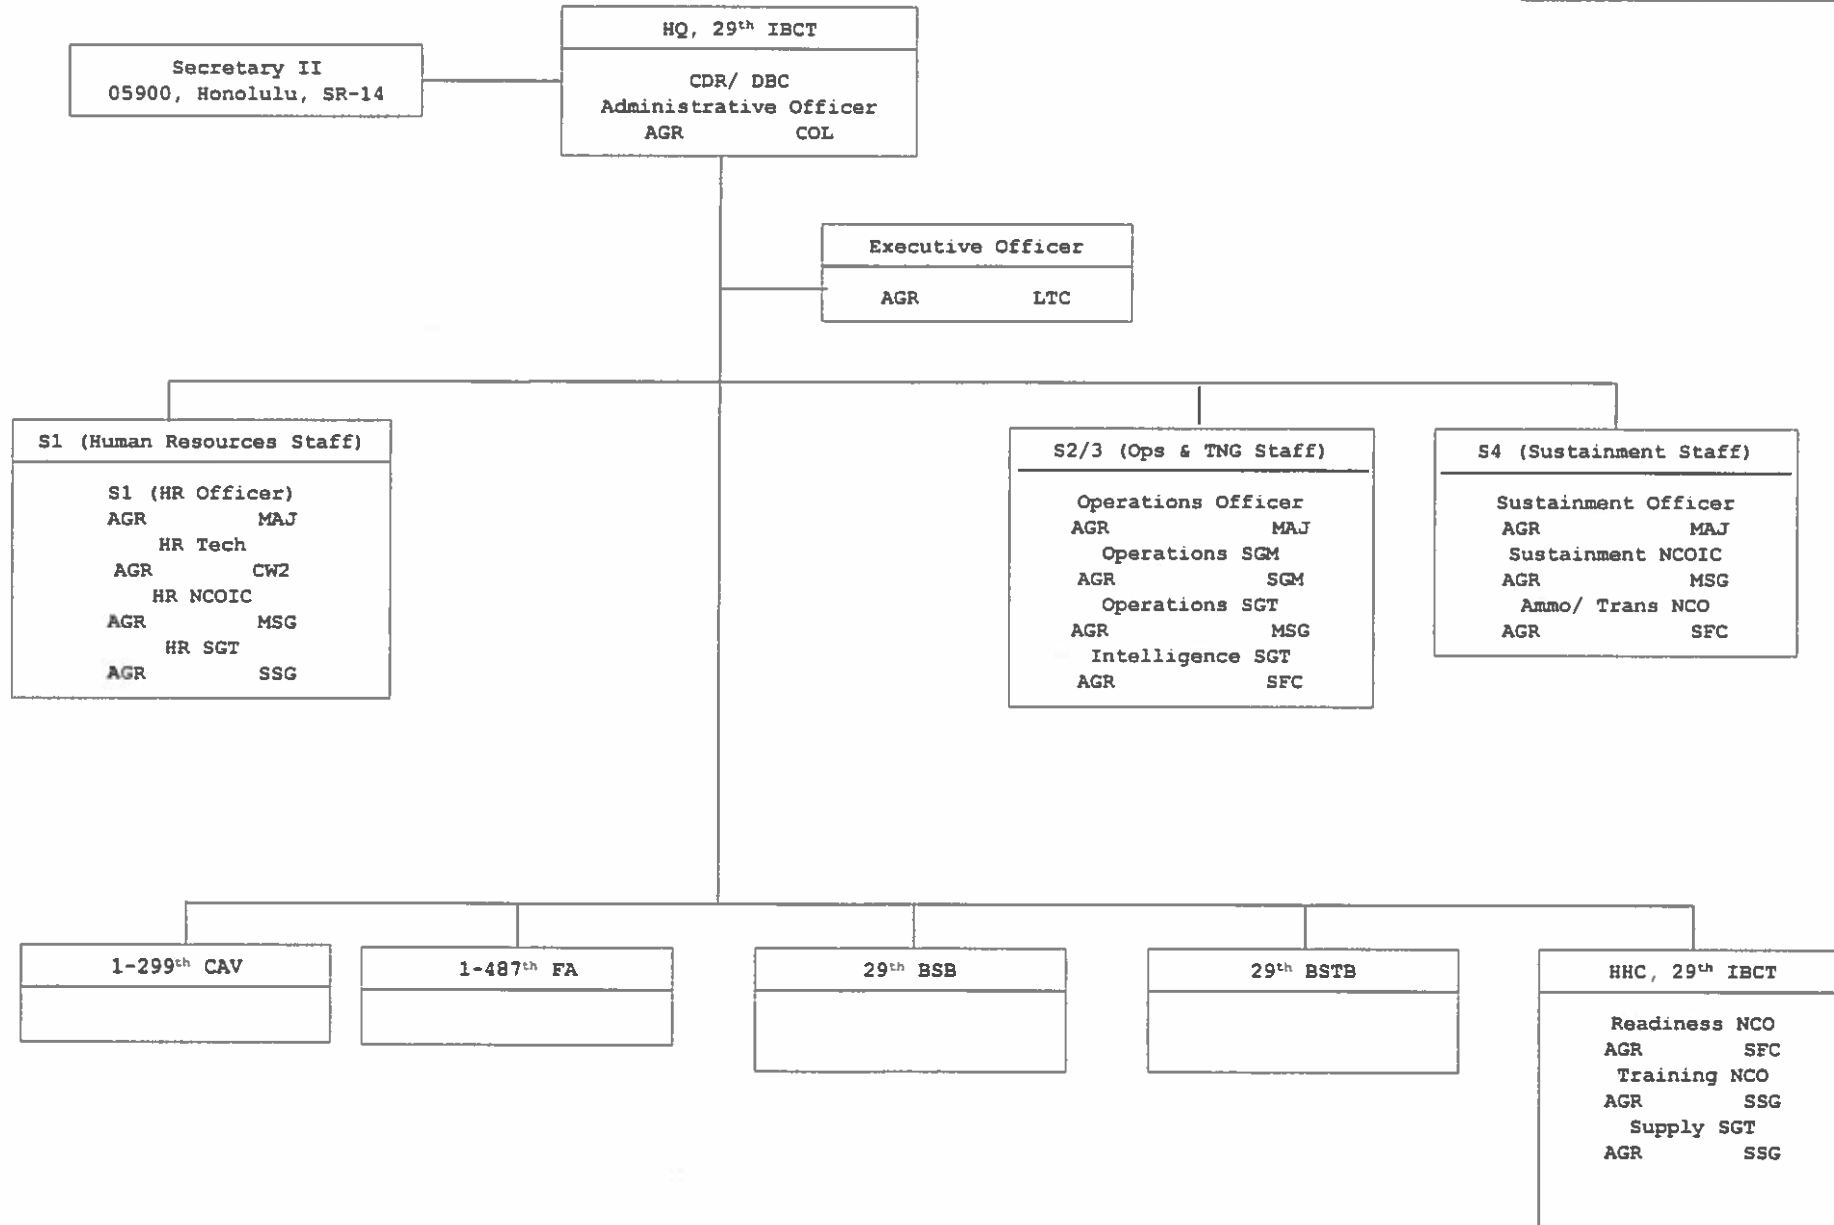 HQ, 29th IBCT
Secretary II
05900, Honolulu, SR-14
CDR/ DBC
Administrative Officer
AGR COL
Executive Officer
AGR LTC
S1 (Human Resources Staff)
S1 (HR Officer)
AGR MAJ
HR Tech
AGR CW2
HR NCOIC
AGR MSG
HR SGT
AGR SSG
S2/3 (Ops & TNG Staff)
Operations Officer
AGR MAJ
Operations SGM
AGR SGM
Operations SGT
AGR MSG
Intelligence SGT
AGR SFC
S4 (Sustainment Staff)
Sustainment Officer
AGR MAJ
Sustainment NCOIC
AGR MSG
Ammo/ Trans NCO
AGR SFC
1-299th CAV
1-487th FA
29th BSB
29th BSTB
HHC, 29th IBCT
Readiness NCO
AGR SFC
Training NCO
AGR SSG
Supply SGT
AGR SSG